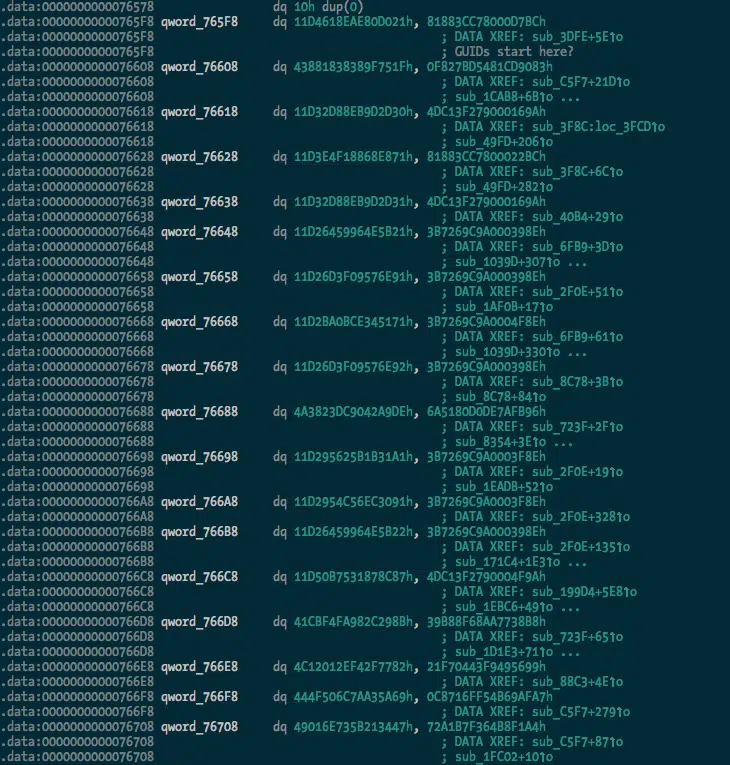 .data:0000000000076578 dq 10h dup(0)
.data:00000000000765F8 qword_765F8 dq 11D4618EAE80D021h, 81883CC78000D7BCh
.data:00000000000765F8 ; DATA XREF: sub_3DFE+5E↑o
.data:00000000000765F8 ; GUIDs start here?
.data:0000000000076608 qword_76608 dq 43881838389F751Fh, 0F827BD5481CD9083h
.data:0000000000076608 ; DATA XREF: sub_C5F7+21D↑o
.data:0000000000076608 ; sub_1CAB8+6B↑o ...
.data:0000000000076618 qword_76618 dq 11D32D88EB9D2D30h, 4DC13F279000169Ah
.data:0000000000076618 ; DATA XREF: sub_3F8C:loc_3FCD↑o
.data:0000000000076618 ; sub_49FD+206↑o
.data:0000000000076628 qword_76628 dq 11D3E4F18868E871h, 81883CC7800022BCh
.data:0000000000076628 ; DATA XREF: sub_3F8C+6C↑o
.data:0000000000076628 ; sub_49FD+282↑o
.data:0000000000076638 qword_76638 dq 11D32D88EB9D2D31h, 4DC13F279000169Ah
.data:0000000000076638 ; DATA XREF: sub_40B4+29↑o
.data:0000000000076648 qword_76648 dq 11D26459964E5B21h, 3B7269C9A000398Eh
.data:0000000000076648 ; DATA XREF: sub_6FB9+3D↑o
.data:0000000000076648 ; sub_1039D+307↑o ...
.data:0000000000076658 qword_76658 dq 11D26D3F09576E91h, 3B7269C9A000398Eh
.data:0000000000076658 ; DATA XREF: sub_2F0E+51↑o
.data:0000000000076658 ; sub_1AF0B+17↑o
.data:0000000000076668 qword_76668 dq 11D2BA0BCE345171h, 3B7269C9A0004F8Eh
.data:0000000000076668 ; DATA XREF: sub_6FB9+61↑o
.data:0000000000076668 ; sub_1039D+330↑o ...
.data:0000000000076678 qword_76678 dq 11D26D3F09576E92h, 3B7269C9A000398Eh
.data:0000000000076678 ; DATA XREF: sub_8C78+3B↑o
.data:0000000000076678 ; sub_8C78+84↑o
.data:0000000000076688 qword_76688 dq 4A3823DC9042A9DEh, 6A5180D0DE7AFB96h
.data:0000000000076688 ; DATA XREF: sub_723F+2F↑o
.data:0000000000076688 ; sub_8354+3E↑o ...
.data:0000000000076698 qword_76698 dq 11D295625B1B31A1h, 3B7269C9A0003F8Eh
.data:0000000000076698 ; DATA XREF: sub_2F0E+19↑o
.data:0000000000076698 ; sub_1EADB+52↑o
.data:00000000000766A8 qword_766A8 dq 11D2954C56EC3091h, 3B7269C9A0003F8Eh
.data:00000000000766A8 ; DATA XREF: sub_2F0E+328↑o
.data:00000000000766B8 qword_766B8 dq 11D26459964E5B22h, 3B7269C9A000398Eh
.data:00000000000766B8 ; DATA XREF: sub_2F0E+135↑o
.data:00000000000766B8 ; sub_171C4+1E3↑o
.data:00000000000766C8 qword_766C8 dq 11D50B7531878C87h, 4DC13F2790004F9Ah
.data:00000000000766C8 ; DATA XREF: sub_199D4+5E8↑o
.data:00000000000766C8 ; sub_1EBC6+49↑o ...
.data:00000000000766D8 qword_766D8 dq 41CBF4FA982C298Bh, 39B88F68AA7738B8h
.data:00000000000766D8 ; DATA XREF: sub_723F+65↑o
.data:00000000000766D8 ; sub_1D1E3+71↑o ...
.data:00000000000766E8 qword_766E8 dq 4C12012EF42F7782h, 21F70443F9495699h
.data:00000000000766E8 ; DATA XREF: sub_88C3+4E↑o
.data:00000000000766F8 qword_766F8 dq 444F506C7AA35A69h, 0C8716FF54B69AFA7h
.data:00000000000766F8 ; DATA XREF: sub_C5F7+279↑o
.data:0000000000076708 qword_76708 dq 49016E735B213447h, 72A1B7F364B8F1A4h
.data:0000000000076708 ; DATA XREF: sub_C5F7+87↑o
.data:0000000000076708 ; sub_1FC02+10↑o